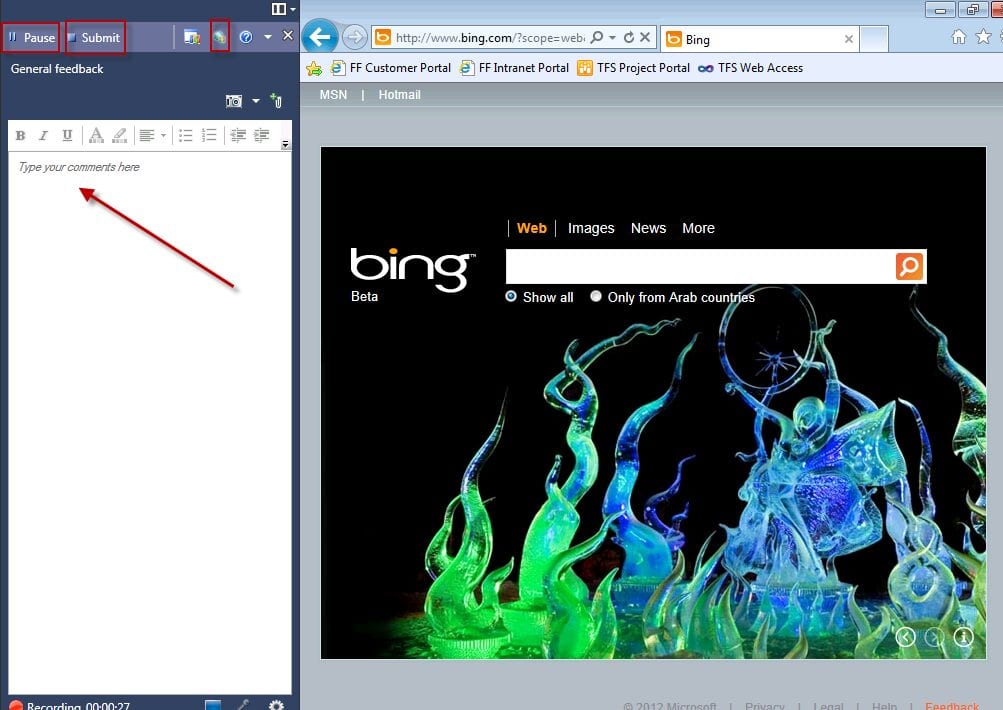 Pause Submit
General feedback
B I U A
Type your comments here
Recording 00:00:27
http://www.bing.com/?scope=web
Bing
FF Customer Portal FF Intranet Portal TFS Project Portal TFS Web Access
MSN | Hotmail
Web Images News More
bing™
Beta
Show all Only from Arab countries
© 2012 Microsoft | Privacy | Legal | Help | Feedback